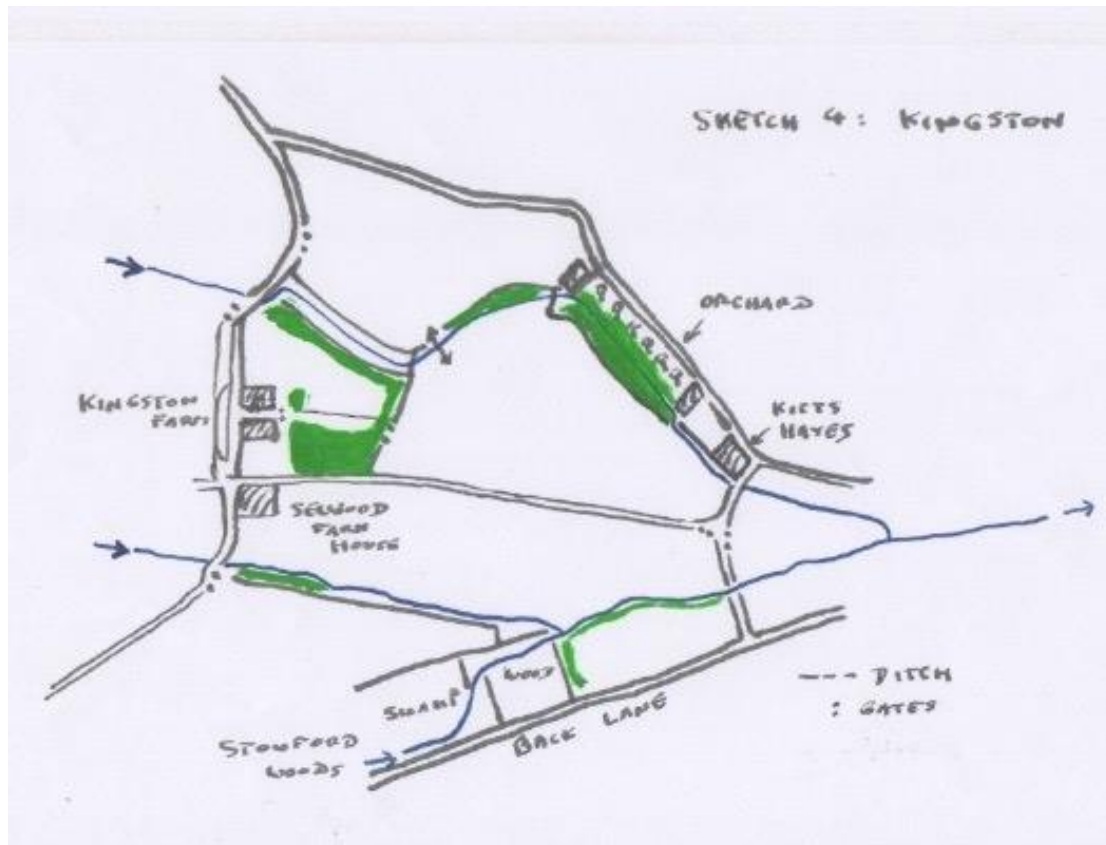 SKETCH 4: KINGSTON
ORCHARD
KINGSTON
FARM
KITTS
HAYES
SELWOOD
FARM
HOUSE
WOOD
SWAMP
--- DITCH
: GATES
BACK LANE
STOWFORD
WOODS